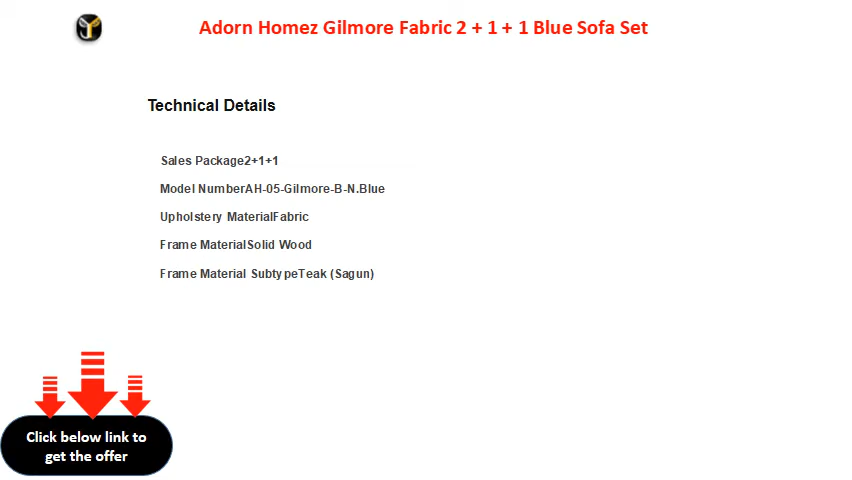 Adorn Homez Gilmore Fabric 2 + 1 + 1 Blue Sofa Set
Technical Details
Sales Package2+1+1
Model NumberAH-05-Gilmore-B-N.Blue
Upholstery MaterialFabric
Frame MaterialSolid Wood
Frame Material SubtypeTeak (Sagun)
Click below link to
get the offer